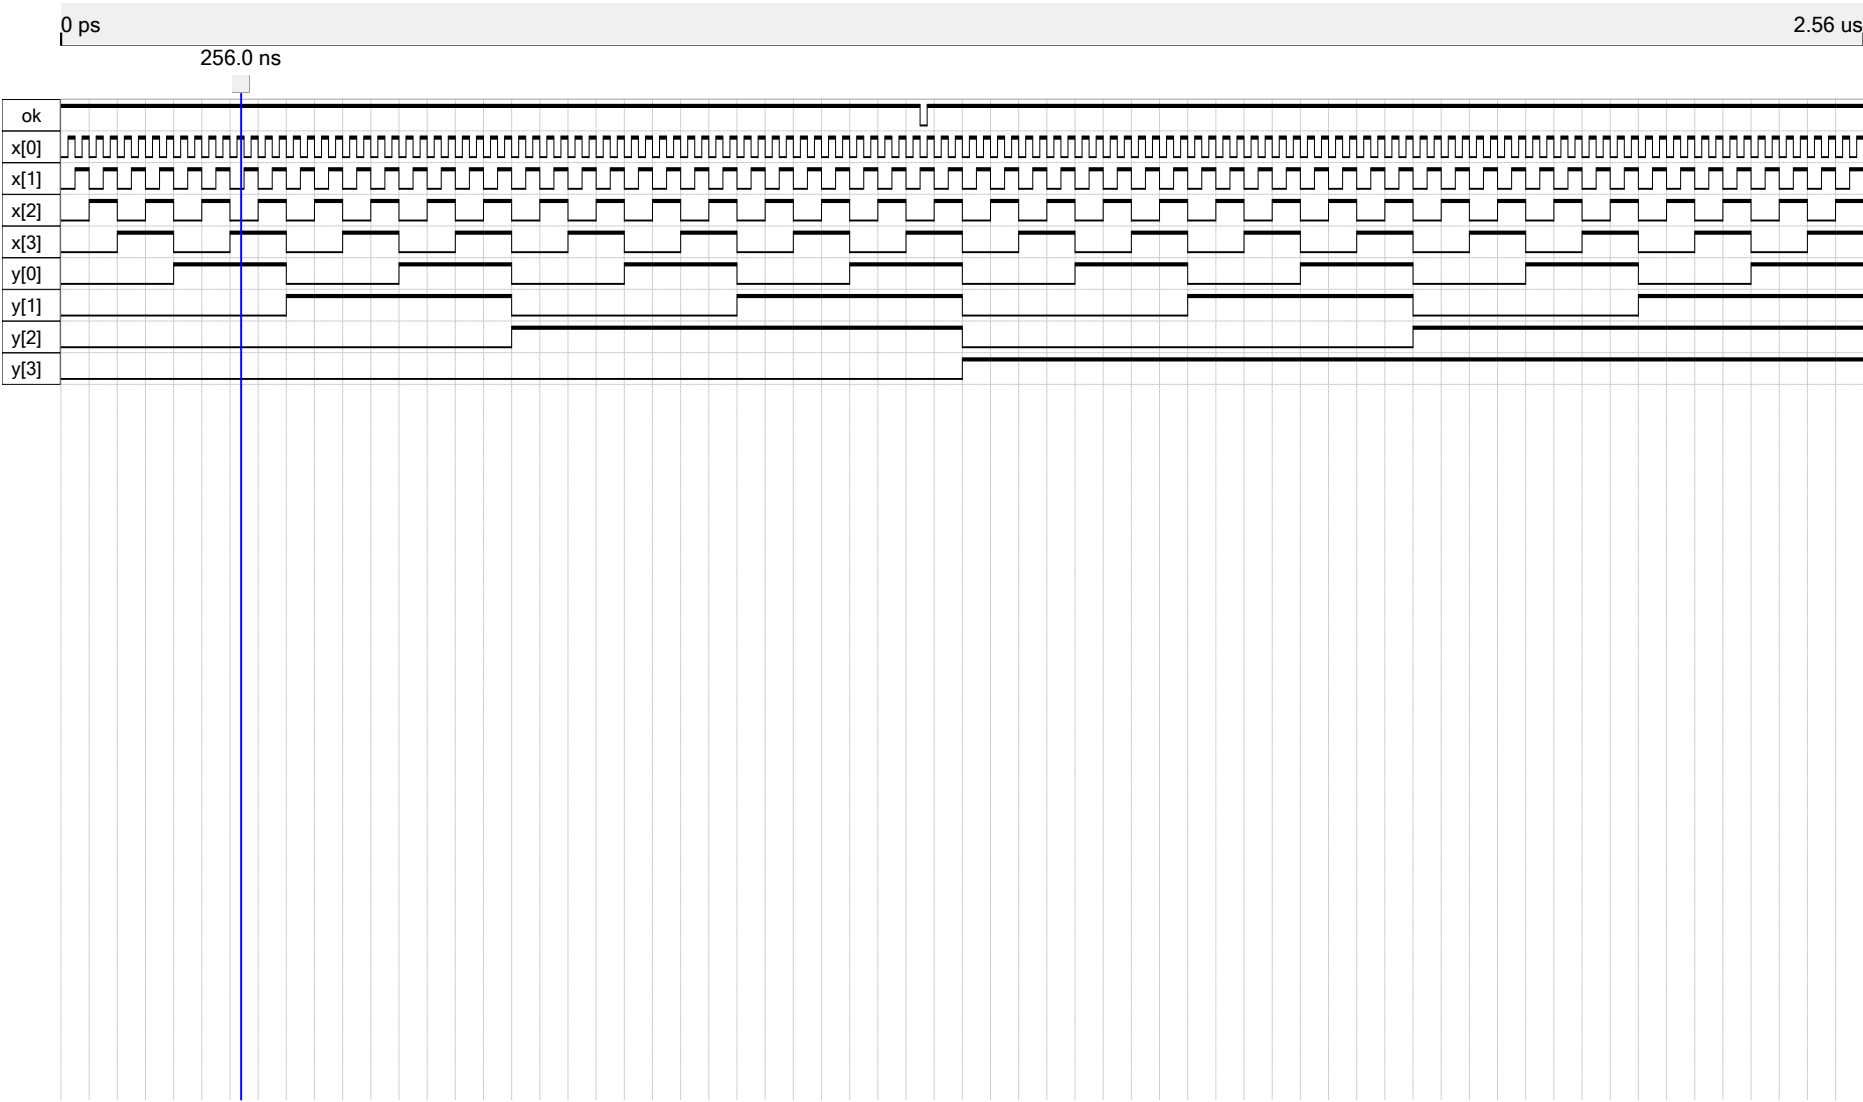 0 ps 2.56 us
256.0 ns
ok
x[0]
x[1]
x[2]
x[3]
y[0]
y[1]
y[2]
y[3]